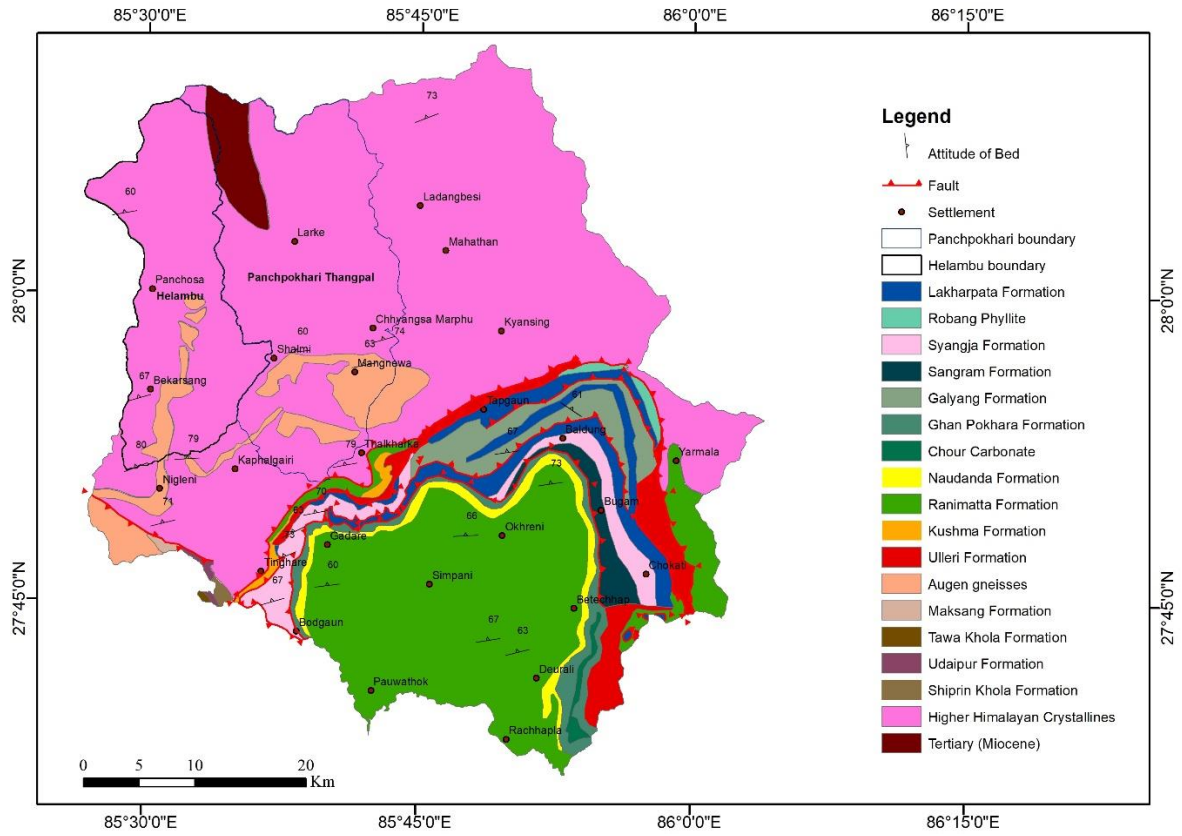 85°30'0"E
85°45'0"E
86°0'0"E
86°15'0"E
73
60
Ladangbesi
Larke
Mahathan
Panchpokhari Thangpal
Panchosa
Helambu
28°0'0"N
28°0'0"N
Chhyangsa Marphu
74
60
63
Kyansing
Shalmi
Mangnewa
67
Bekarsang
Tapgaun
61
67
Baldung
80
79
79
Thalkharka
Kaphalgairi
Yarmala
73
Nigleni
71
70
63
Bugam
66
Okhreni
73
Gadare
Tinghare
60
Simpani
Chokati
67
27°45'0"N
27°45'0"N
Betechhap
Bodgaun
67
63
Deurali
Pauwathok
Rachhapla
0
5
10
20
Km
85°30'0"E
85°45'0"E
86°0'0"E
86°15'0"E
Legend
Attitude of Bed
Fault
Settlement
Panchpokhari boundary
Helambu boundary
Lakharpata Formation
Robang Phyllite
Syangja Formation
Sangram Formation
Galyang Formation
Ghan Pokhara Formation
Chour Carbonate
Naudanda Formation
Ranimatta Formation
Kushma Formation
Ulleri Formation
Augen gneisses
Maksang Formation
Tawa Khola Formation
Udaipur Formation
Shiprin Khola Formation
Higher Himalayan Crystallines
Tertiary (Miocene)